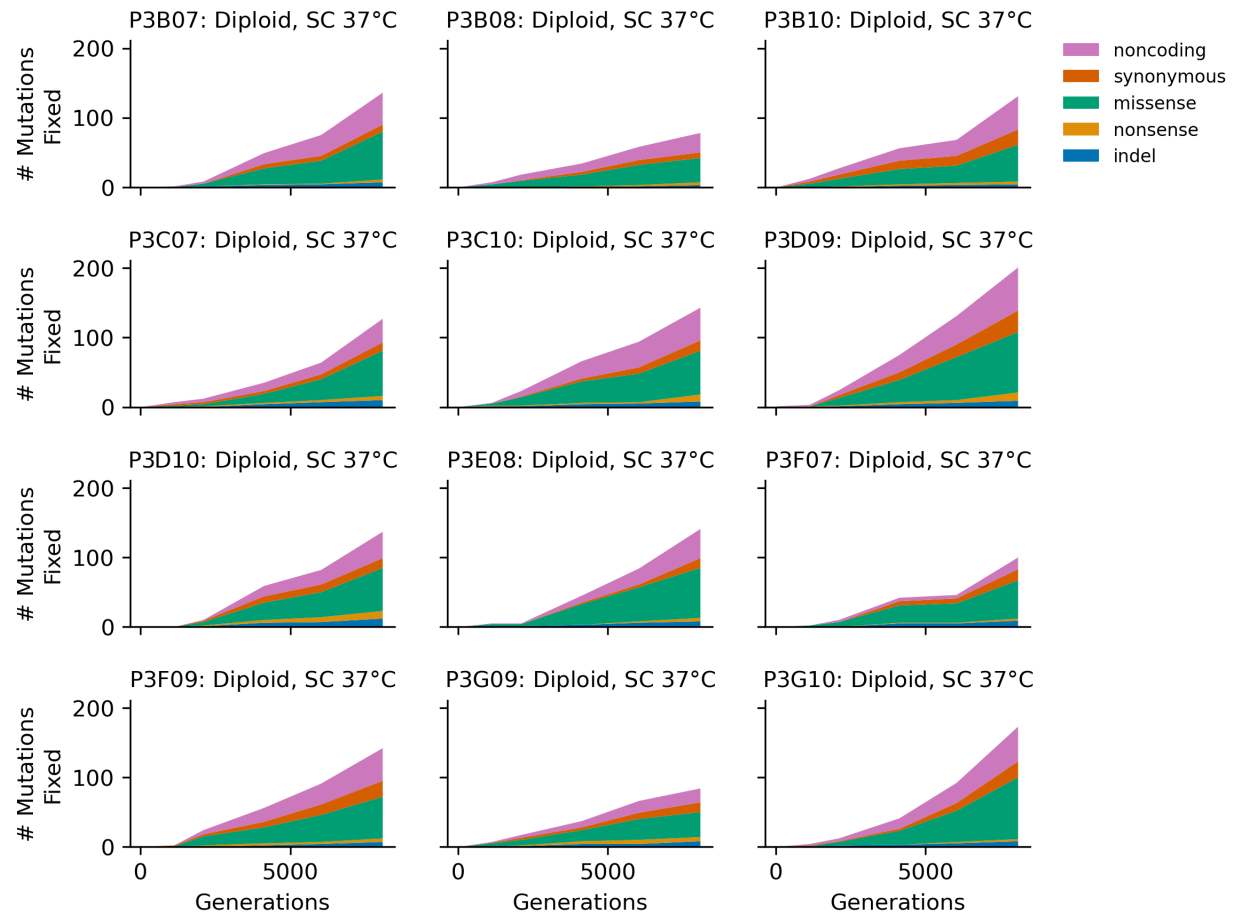 P3B07: Diploid, SC 37°C
P3B08: Diploid, SC 37°C
P3B10: Diploid, SC 37°C
# Mutations
Fixed
200
100
0
noncoding
synonymous
missense
nonsense
indel
P3C07: Diploid, SC 37°C
P3C10: Diploid, SC 37°C
P3D09: Diploid, SC 37°C
# Mutations
Fixed
200
100
0
P3D10: Diploid, SC 37°C
P3E08: Diploid, SC 37°C
P3F07: Diploid, SC 37°C
# Mutations
Fixed
200
100
0
P3F09: Diploid, SC 37°C
P3G09: Diploid, SC 37°C
P3G10: Diploid, SC 37°C
# Mutations
Fixed
200
100
0
0 5000
0 5000
0 5000
Generations
Generations
Generations